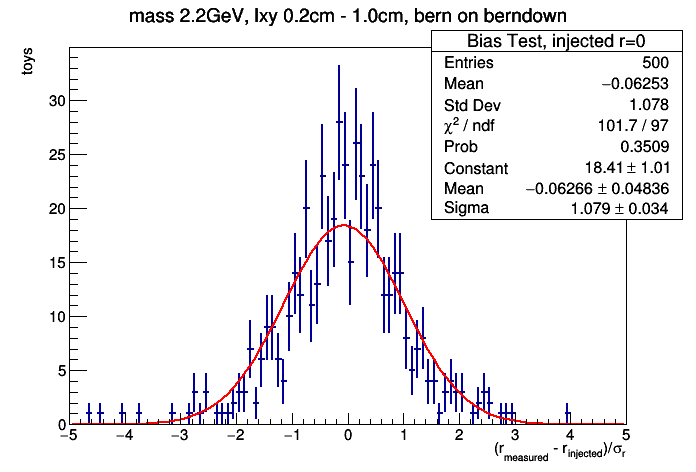 mass 2.2GeV, lxy 0.2cm - 1.0cm, bern on berndown
toys
Bias Test, injected r=0
Entries 500
Mean −0.06253
Std Dev 1.078
χ² / ndf 101.7 / 97
Prob 0.3509
Constant 18.41 ± 1.01
Mean −0.06266 ± 0.04836
Sigma 1.079 ± 0.034
30
25
20
15
10
5
0
−5 −4 −3 −2 −1 0 1 2 3 4 5
(r_measured - r_injected)/σ_r